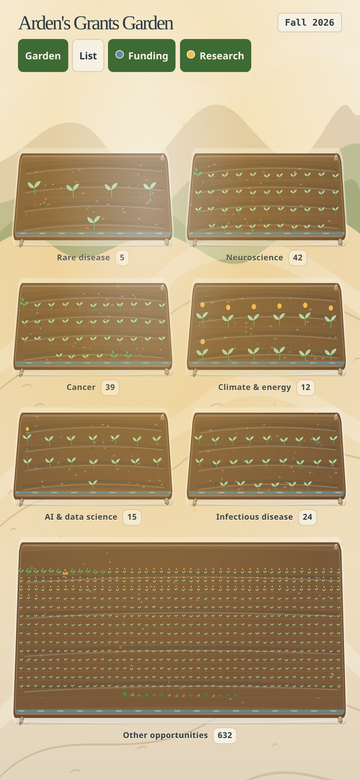 Arden's Grants Garden
Fall 2026
Garden
List
Funding
Research
Rare disease 5
Neuroscience 42
Cancer 39
Climate & energy 12
AI & data science 15
Infectious disease 24
Other opportunities 632